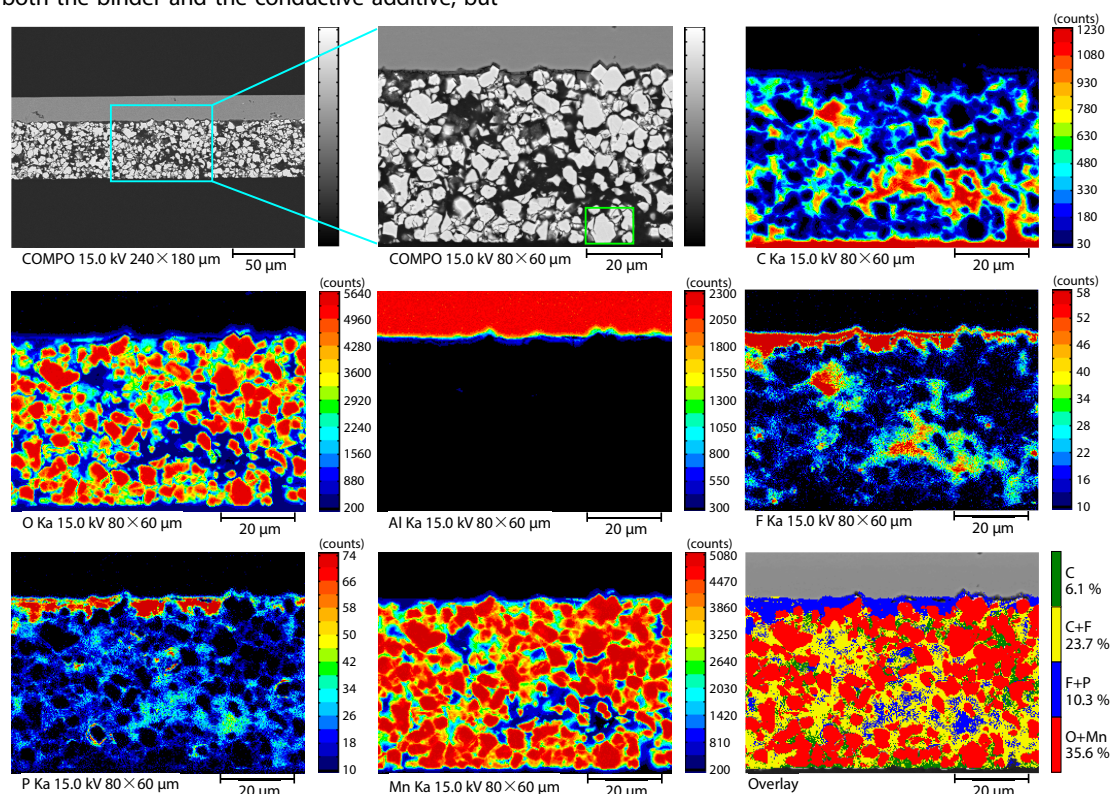 both the binder and the conductive additive, but
COMPO 15.0 kV 240×180 μm
50 μm
COMPO 15.0 kV 80×60 μm
20 μm
(counts)
1230
1080
930
780
630
480
330
180
30
C Ka 15.0 kV 80×60 μm
20 μm
(counts)
5640
4960
4280
3600
2920
2240
1560
880
200
O Ka 15.0 kV 80×60 μm
20 μm
(counts)
2300
2050
1800
1550
1300
1050
800
550
300
Al Ka 15.0 kV 80×60 μm
20 μm
(counts)
58
52
46
40
34
28
22
16
10
F Ka 15.0 kV 80×60 μm
20 μm
(counts)
74
66
58
50
42
34
26
18
10
P Ka 15.0 kV 80×60 μm
20 μm
(counts)
5080
4470
3860
3250
2640
2030
1420
810
200
Mn Ka 15.0 kV 80×60 μm
20 μm
C
6.1 %
C+F
23.7 %
F+P
10.3 %
O+Mn
35.6 %
Overlay
20 μm